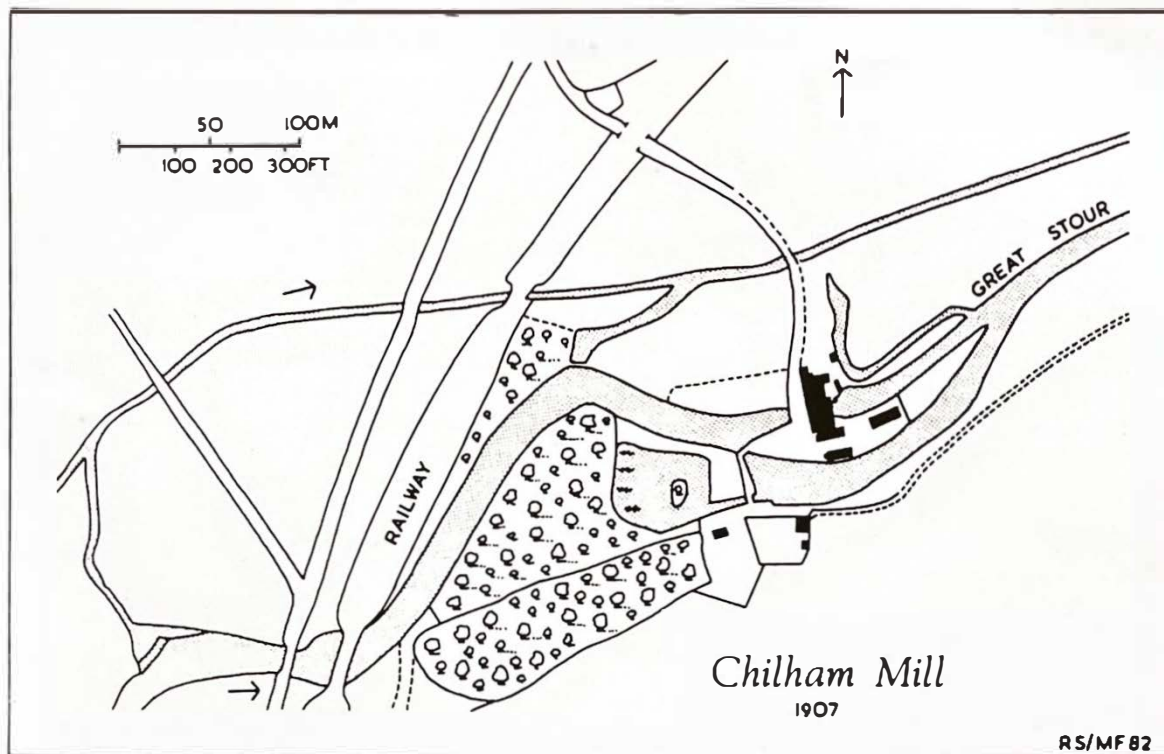 N
50 100M
100 200 300FT
GREAT STOUR
RAILWAY
Chilham Mill
1907
RS/MF82